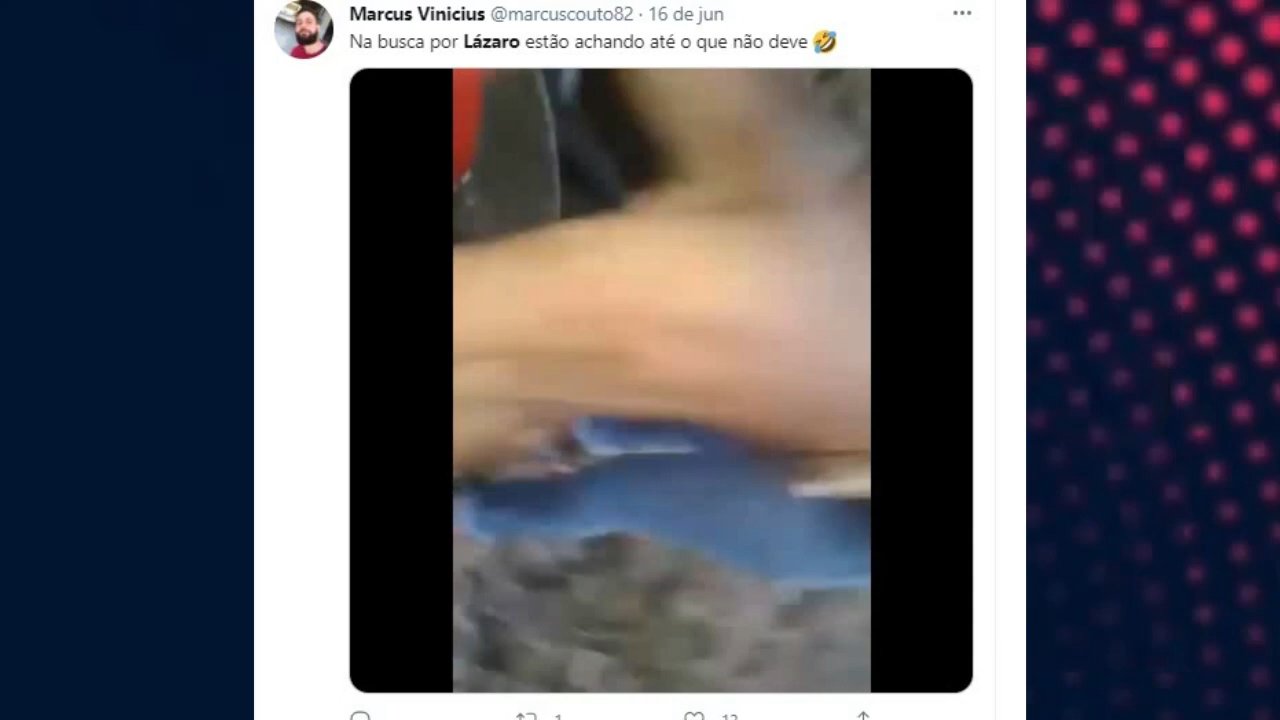 Marcus Vinicius @marcuscouto82 · 16 de jun
Na busca por Lázaro estão achando até o que não deve 🤣